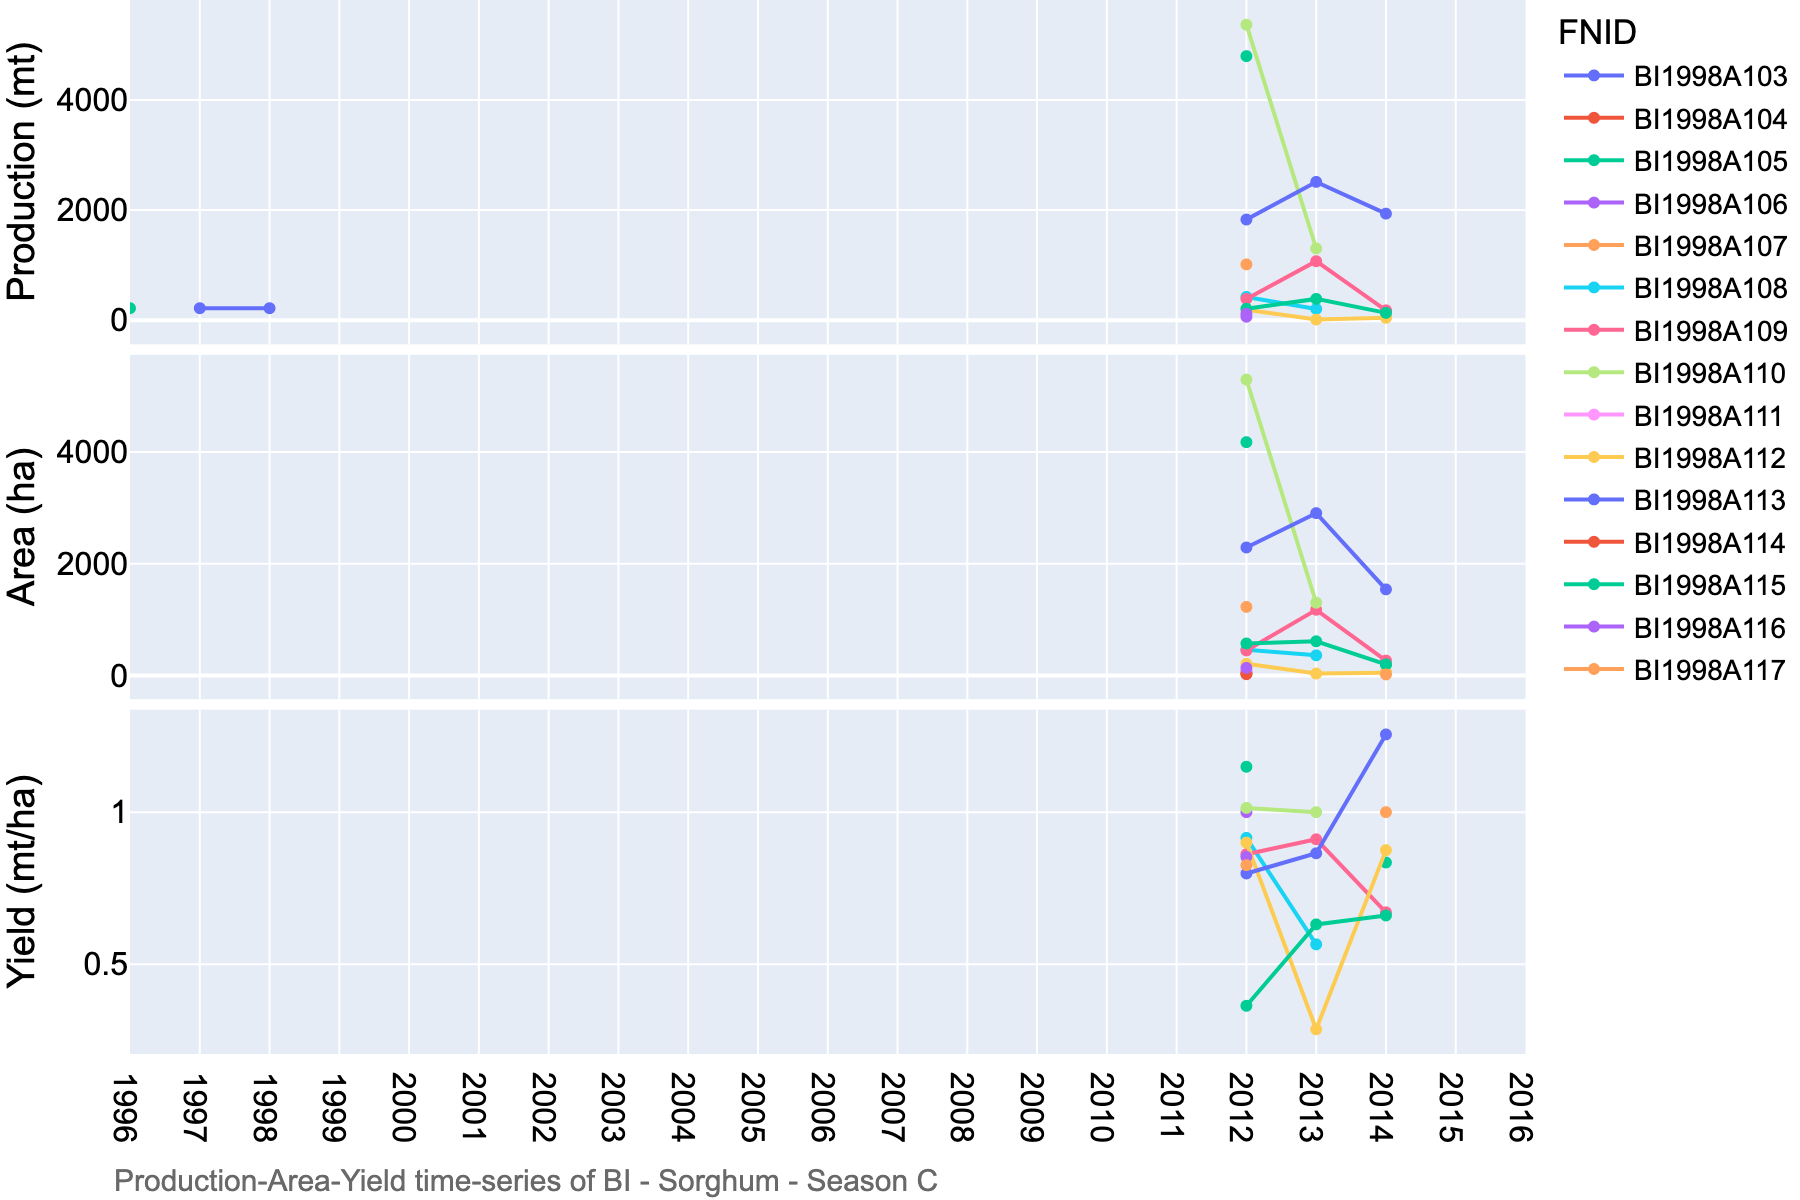 Production (mt)
4000
2000
0
Area (ha)
4000
2000
0
Yield (mt/ha)
1
0.5
1996
1997
1998
1999
2000
2001
2002
2003
2004
2005
2006
2007
2008
2009
2010
2011
2012
2013
2014
2015
2016
Production-Area-Yield time-series of BI - Sorghum - Season C
FNID
BI1998A103
BI1998A104
BI1998A105
BI1998A106
BI1998A107
BI1998A108
BI1998A109
BI1998A110
BI1998A111
BI1998A112
BI1998A113
BI1998A114
BI1998A115
BI1998A116
BI1998A117